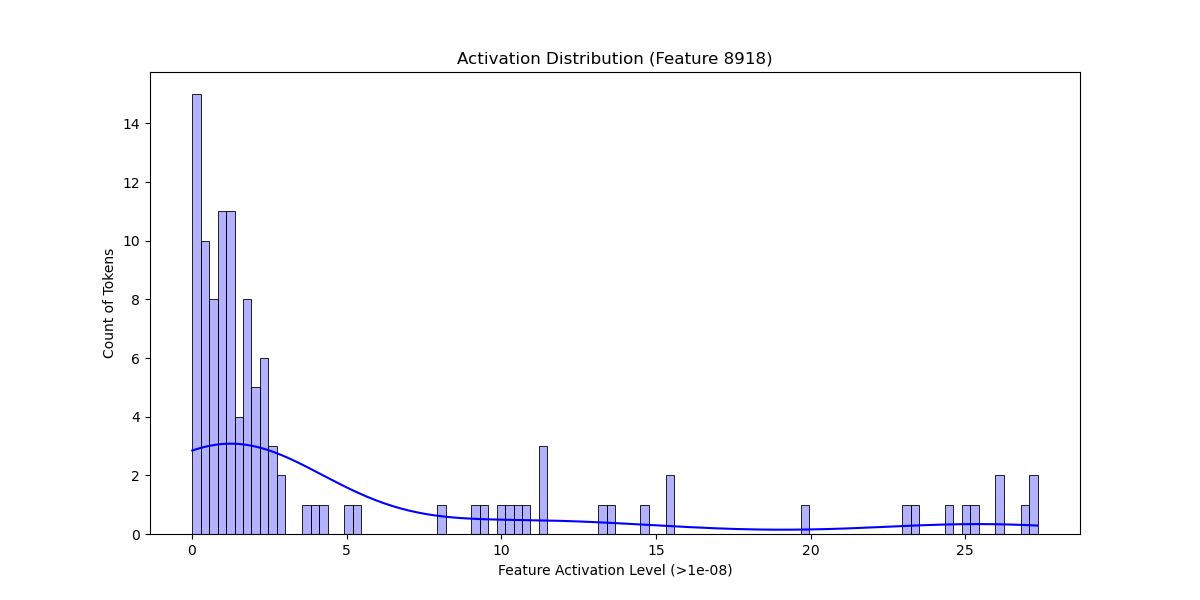 Activation Distribution (Feature 8918)
Count of Tokens
14
12
10
8
6
4
2
0
0 5 10 15 20 25
Feature Activation Level (>1e-08)